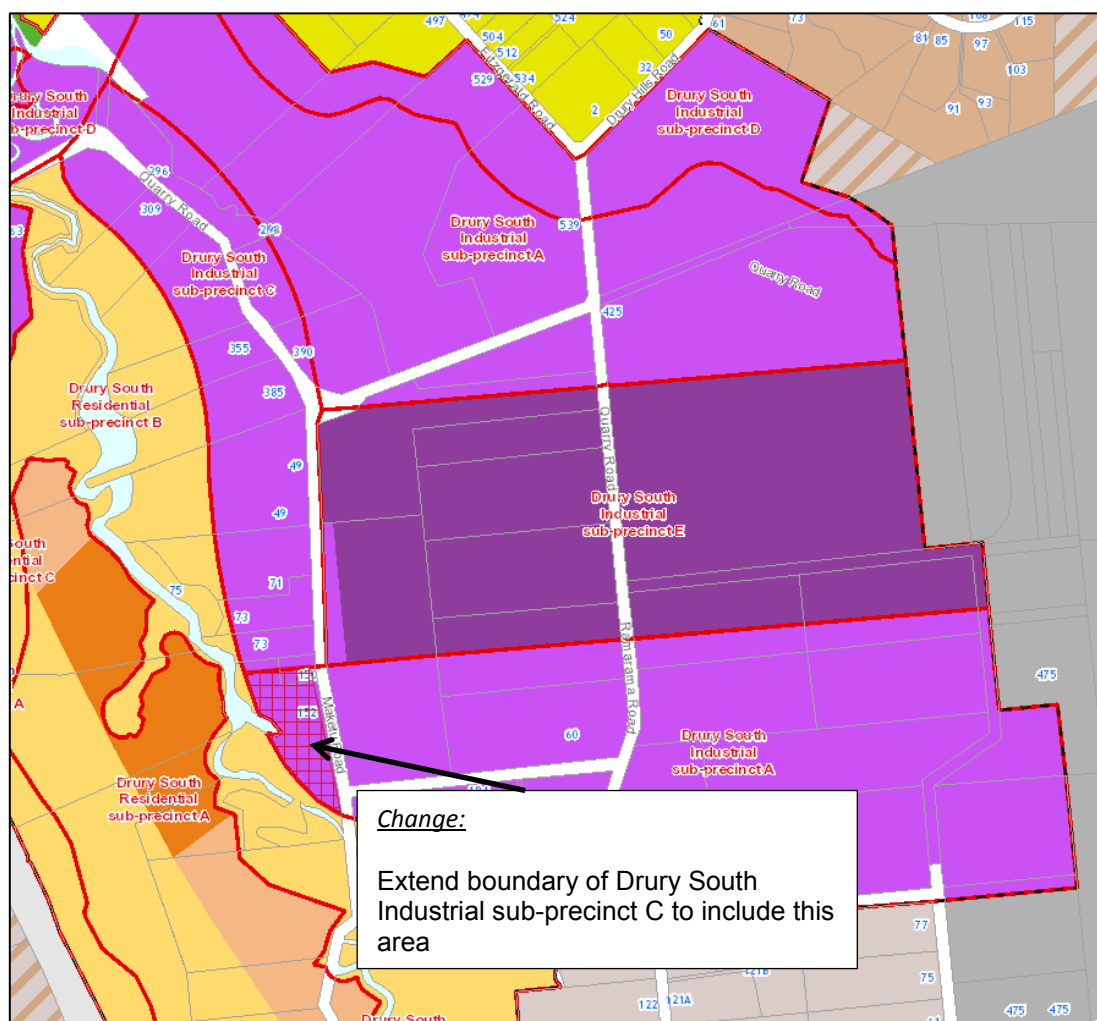 497
524
61
73
108
115
504
512
50
81
85
97
529
534
32
103
Fitzgerald Road
Drury Hills Road
2
91
93
Drury South
Industrial
sub-precinct D
Industrial
296
Quarry Road
309
298
539
Drury South
Industrial
sub-precinct A
Drury South
Industrial
sub-precinct C
Quarry Road
425
355
390
385
Drury South
Residential
sub-precinct B
Quarry Road
49
49
Drury South
Industrial
sub-precinct E
71
75
73
73
Ramarama Road
150
152
Maketu Road
475
60
Drury South
Industrial
sub-precinct A
Drury South
Residential
sub-precinct A
A
Change:
Extend boundary of Drury South
Industrial sub-precinct C to include this
area
77
75
121B
122
121A
475
475
Drury South